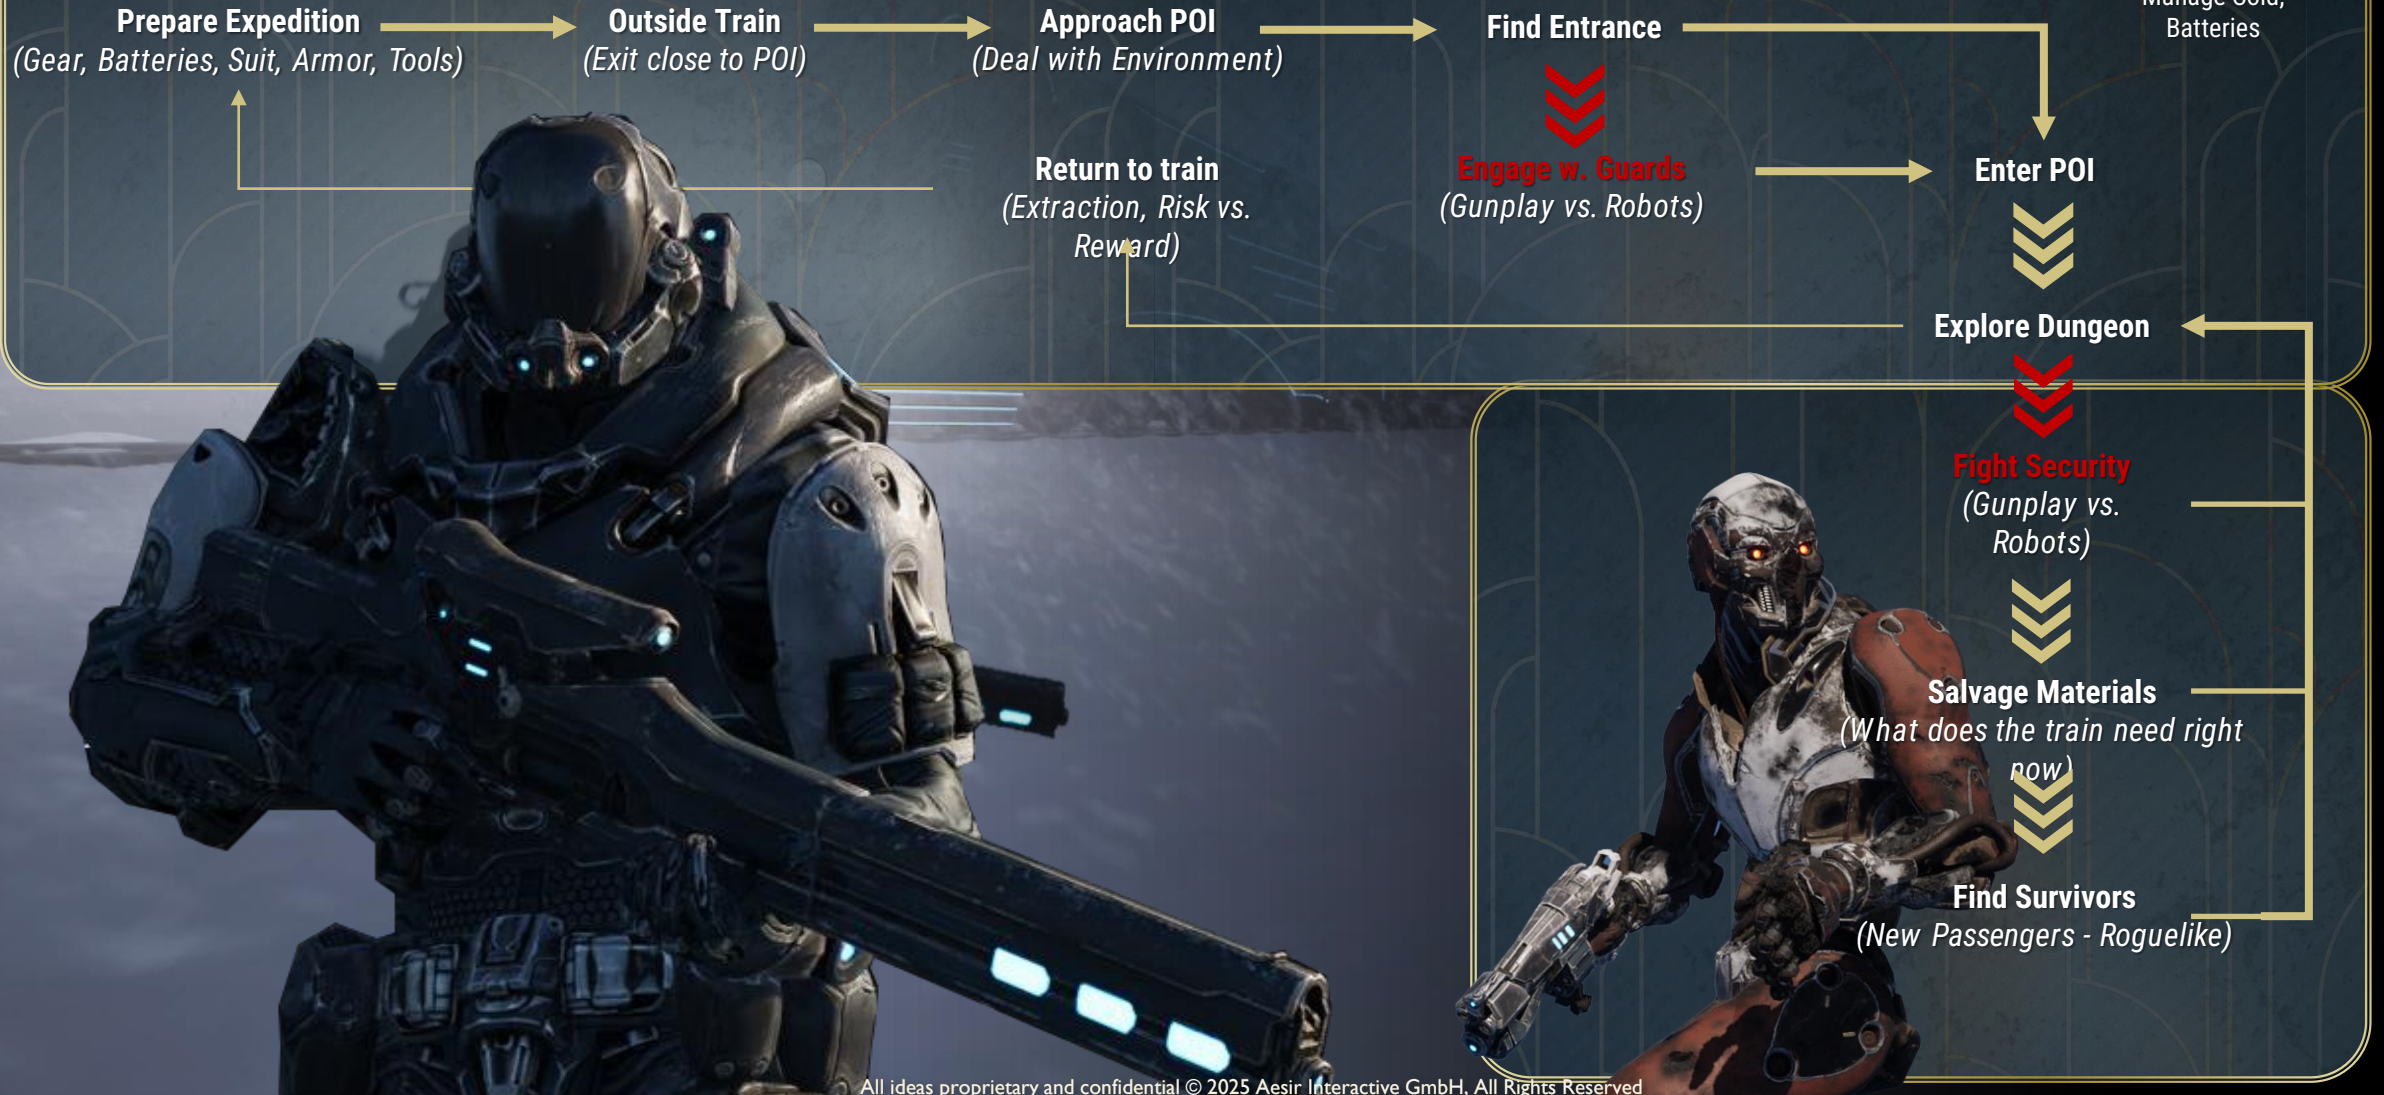 Prepare Expedition
(Gear, Batteries, Suit, Armor, Tools)
Outside Train
(Exit close to POI)
Approach POI
(Deal with Environment)
Find Entrance
Manage Cold,
Batteries
Return to train
(Extraction, Risk vs.
Reward)
Engage w. Guards
(Gunplay vs. Robots)
Enter POI
Explore Dungeon
Fight Security
(Gunplay vs.
Robots)
Salvage Materials
(What does the train need right
now)
Find Survivors
(New Passengers - Roguelike)
All ideas proprietary and confidential © 2025 Aesir Interactive GmbH, All Rights Reserved